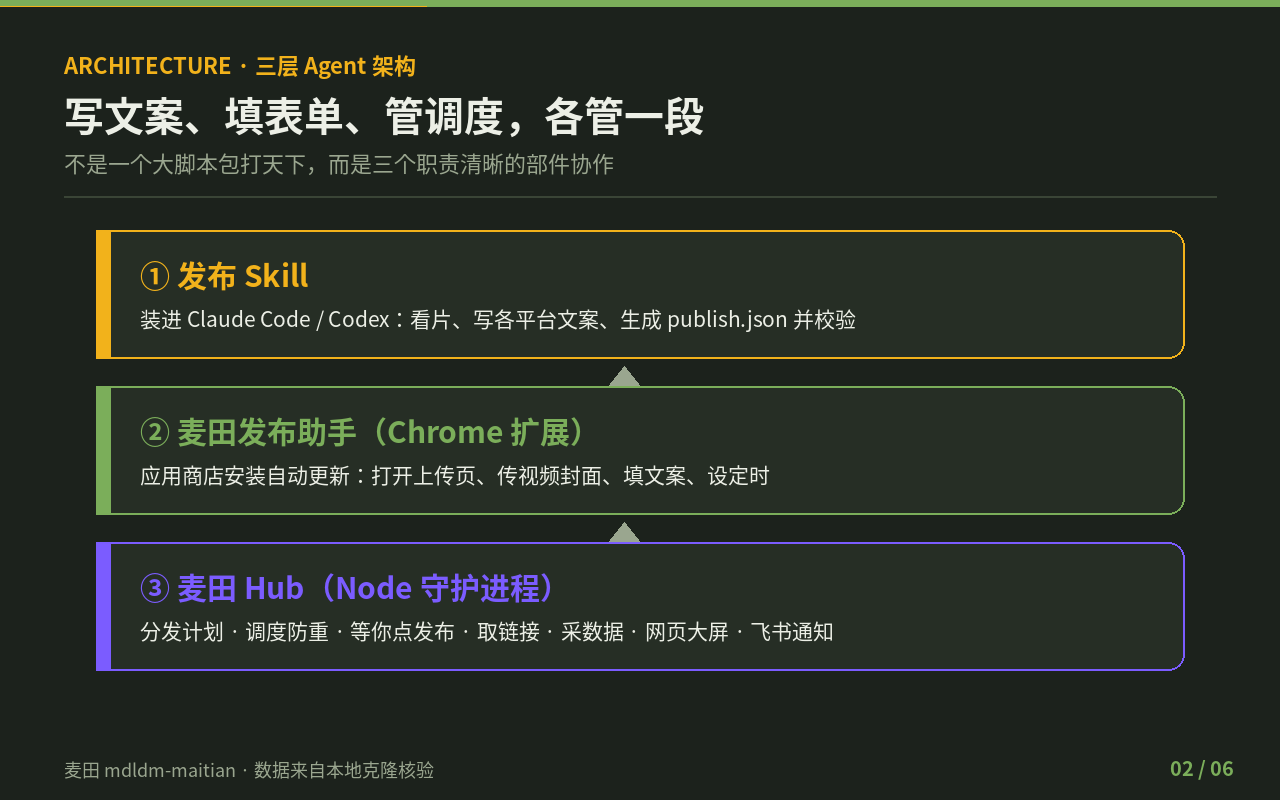 ARCHITECTURE · 三层 Agent 架构
写文案、填表单、管调度，各管一段
不是一个大脚本包打天下，而是三个职责清晰的部件协作
① 发布 Skill
装进 Claude Code / Codex：看片、写各平台文案、生成 publish.json 并校验
② 麦田发布助手（Chrome 扩展）
应用商店安装自动更新：打开上传页、传视频封面、填文案、设定时
③ 麦田 Hub（Node 守护进程）
分发计划 · 调度防重 · 等你点发布 · 取链接 · 采数据 · 网页大屏 · 飞书通知
麦田 mdldm-maitian · 数据来自本地克隆核验
02 / 06